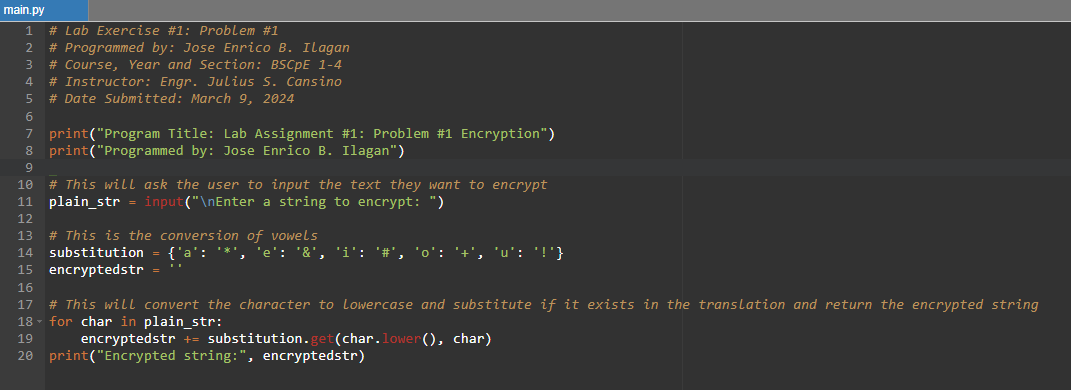 main.py
1 # Lab Exercise #1: Problem #1
2 # Programmed by: Jose Enrico B. Ilagan
3 # Course, Year and Section: BSCpE 1-4
4 # Instructor: Engr. Julius S. Cansino
5 # Date Submitted: March 9, 2024
6
7 print("Program Title: Lab Assignment #1: Problem #1 Encryption")
8 print("Programmed by: Jose Enrico B. Ilagan")
9
10 # This will ask the user to input the text they want to encrypt
11 plain_str = input("\nEnter a string to encrypt: ")
12
13 # This is the conversion of vowels
14 substitution = {'a': '*', 'e': '&', 'i': '#', 'o': '+', 'u': '!'}
15 encryptedstr = ''
16
17 # This will convert the character to lowercase and substitute if it exists in the translation and return the encrypted string
18 for char in plain_str:
19     encryptedstr += substitution.get(char.lower(), char)
20 print("Encrypted string:", encryptedstr)